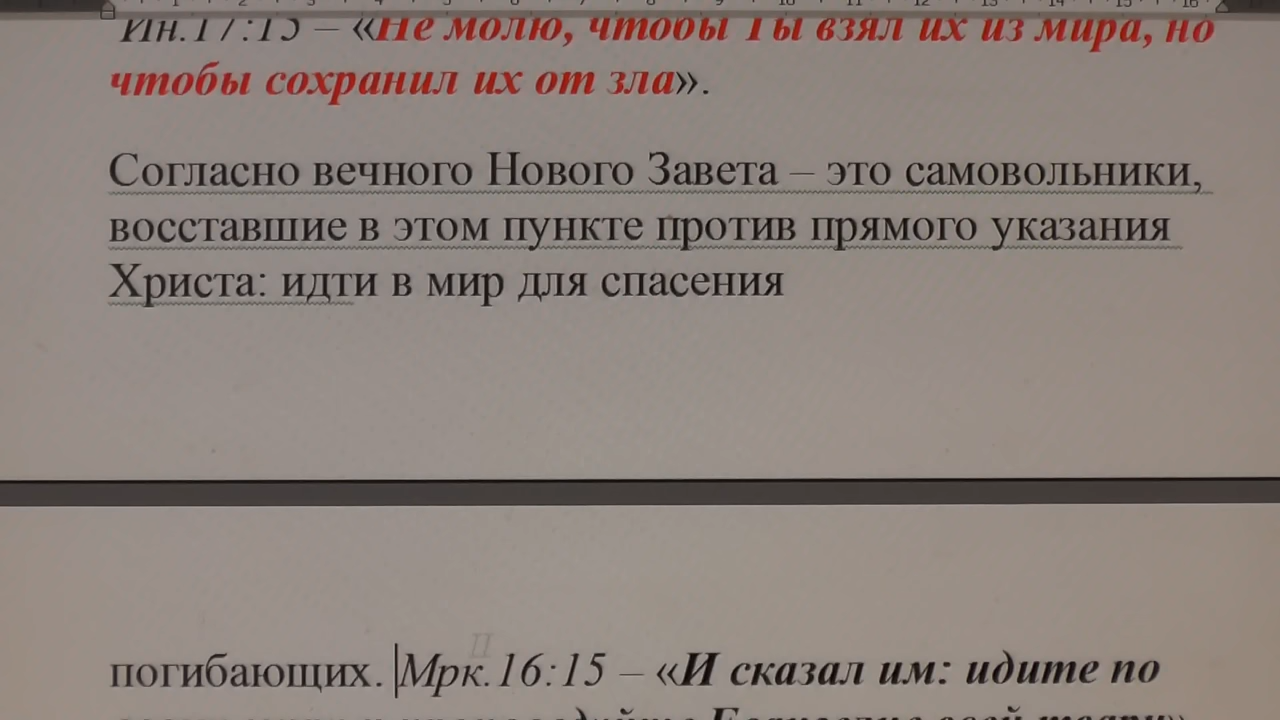 Ин.17:15 – «Не молю, чтобы Ты взял их из мира, но
чтобы сохранил их от зла».
Согласно вечного Нового Завета – это самовольники,
восставшие в этом пункте против прямого указания
Христа: идти в мир для спасения
погибающих. Мрк.16:15 – «И сказал им: идите по